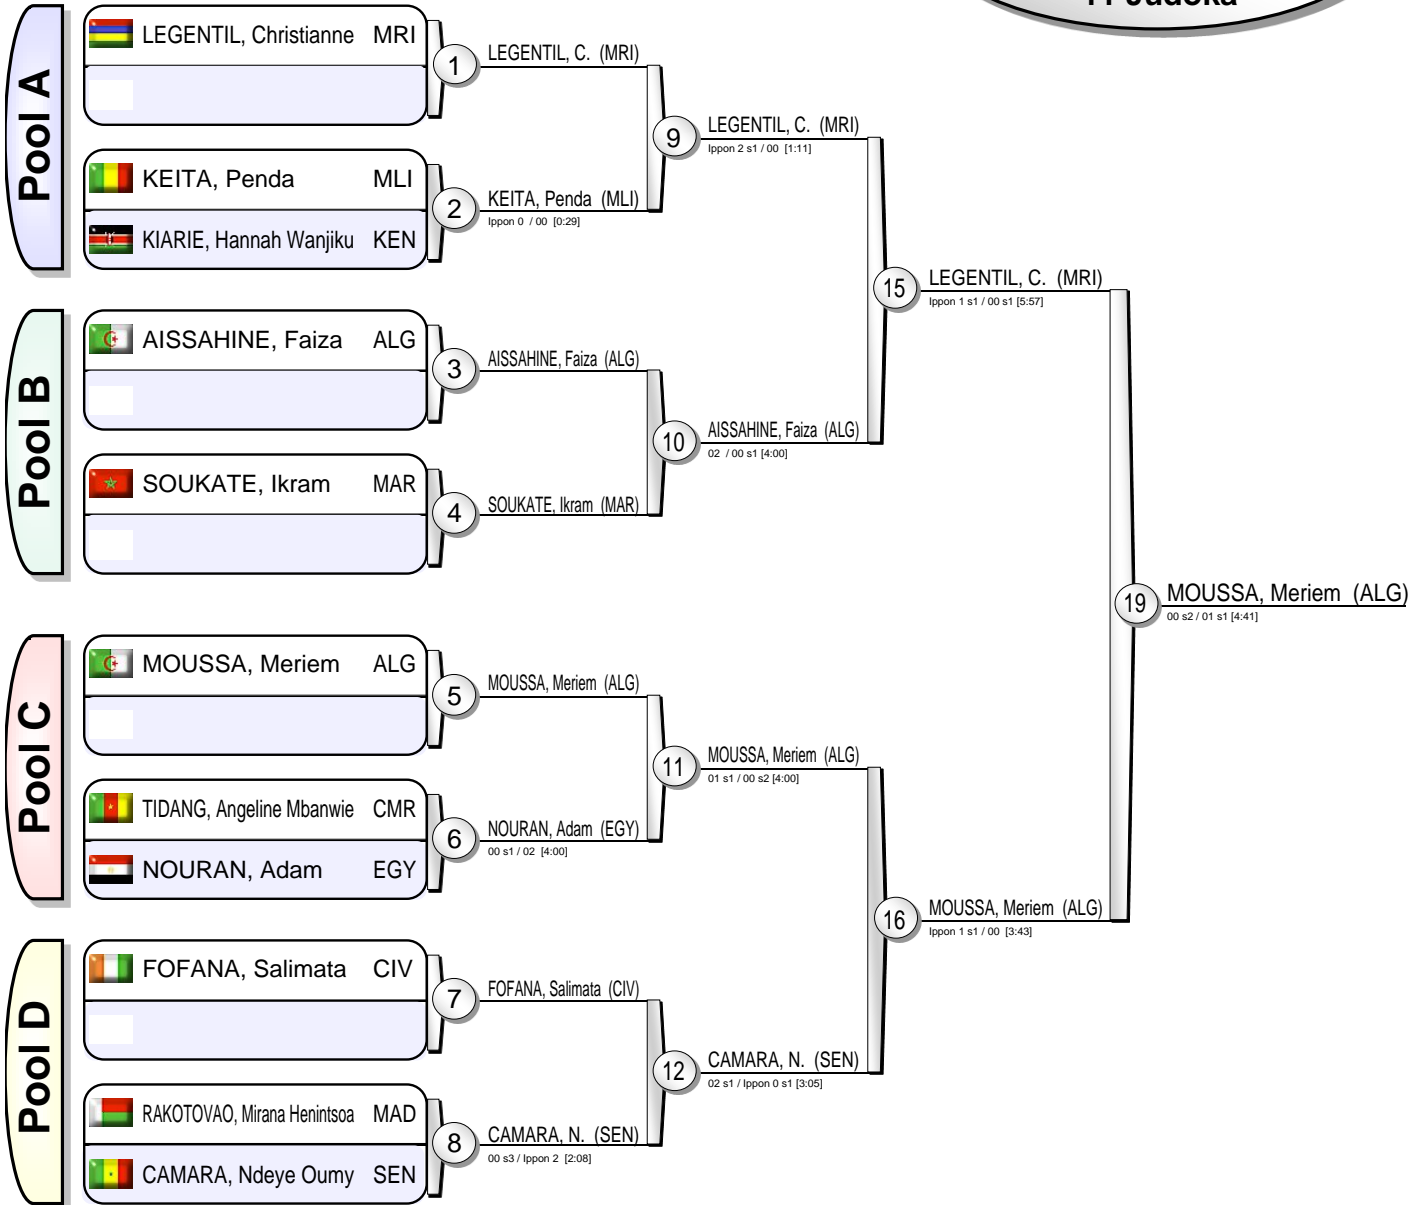 11 Judoka
Pool A
LEGENTIL, Christianne MRI
1
LEGENTIL, C. (MRI)
KEITA, Penda MLI
KIARIE, Hannah Wanjiku KEN
2
KEITA, Penda (MLI)
Ippon 0 / 00 [0:29]
9
LEGENTIL, C. (MRI)
Ippon 2 s1 / 00 [1:11]
Pool B
AISSAHINE, Faiza ALG
3
AISSAHINE, Faiza (ALG)
SOUKATE, Ikram MAR
4
SOUKATE, Ikram (MAR)
10
AISSAHINE, Faiza (ALG)
02 / 00 s1 [4:00]
15
LEGENTIL, C. (MRI)
Ippon 1 s1 / 00 s1 [5:57]
Pool C
MOUSSA, Meriem ALG
5
MOUSSA, Meriem (ALG)
TIDANG, Angeline Mbanwie CMR
NOURAN, Adam EGY
6
NOURAN, Adam (EGY)
00 s1 / 02 [4:00]
11
MOUSSA, Meriem (ALG)
01 s1 / 00 s2 [4:00]
Pool D
FOFANA, Salimata CIV
7
FOFANA, Salimata (CIV)
RAKOTOVAO, Mirana Henintsoa MAD
CAMARA, Ndeye Oumy SEN
8
CAMARA, N. (SEN)
00 s3 / Ippon 2 [2:08]
12
CAMARA, N. (SEN)
02 s1 / Ippon 0 s1 [3:05]
16
MOUSSA, Meriem (ALG)
Ippon 1 s1 / 00 [3:43]
19
MOUSSA, Meriem (ALG)
00 s2 / 01 s1 [4:41]